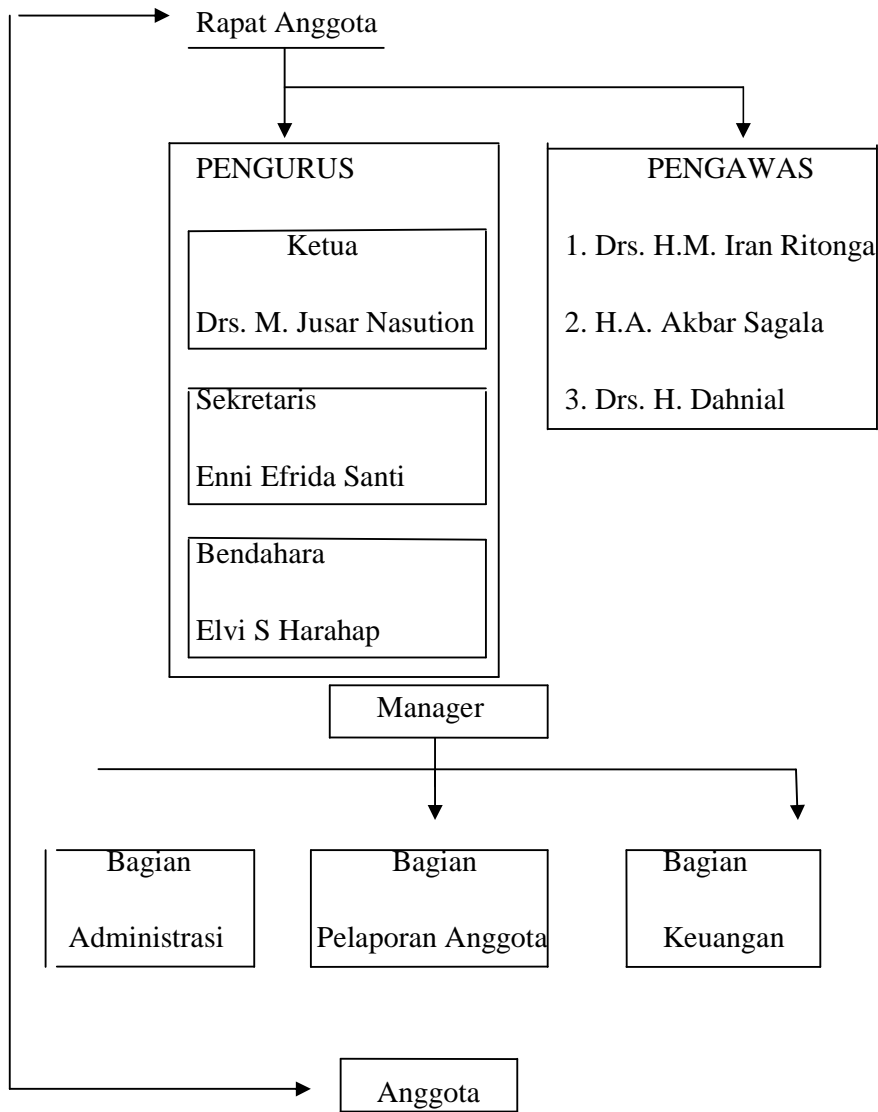 Rapat Anggota
PENGURUS
Ketua
Drs. M. Jusar Nasution
Sekretaris
Enni Efrida Santi
Bendahara
Elvi S Harahap
PENGAWAS
1. Drs. H.M. Iran Ritonga
2. H.A. Akbar Sagala
3. Drs. H. Dahnial
Manager
Bagian
Administrasi
Bagian
Pelaporan Anggota
Bagian
Keuangan
Anggota